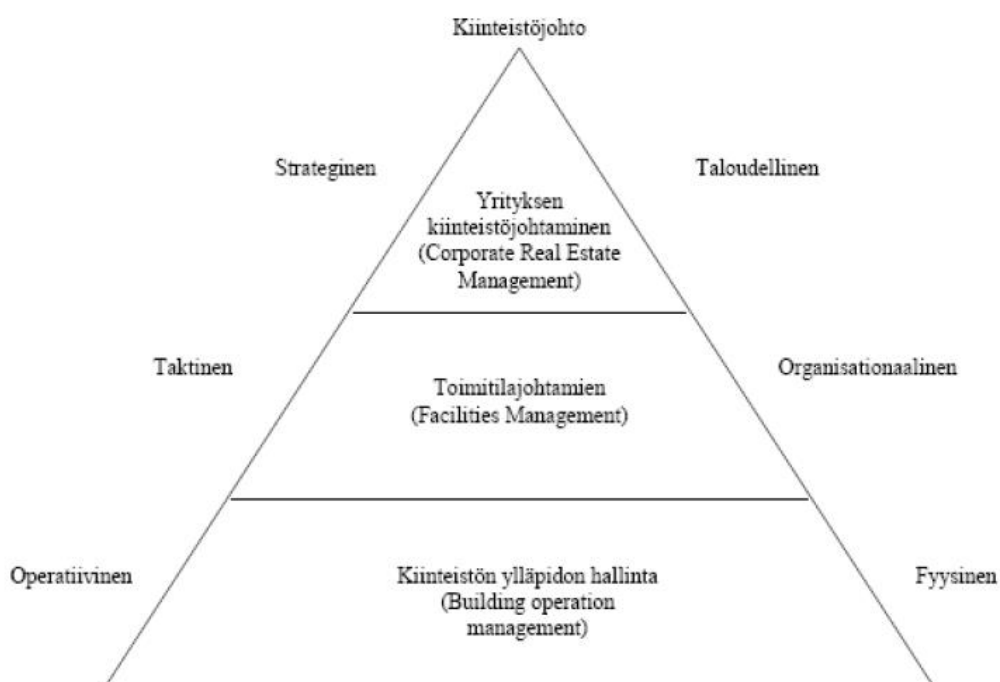 Kiinteistöjohto
Strateginen
Taloudellinen
Yrityksen
kiinteistöjohtaminen
(Corporate Real Estate
Management)
Taktinen
Organisationaalinen
Toimitilajohtamien
(Facilities Management)
Operatiivinen
Kiinteistön ylläpidon hallinta
(Building operation
management)
Fyysinen